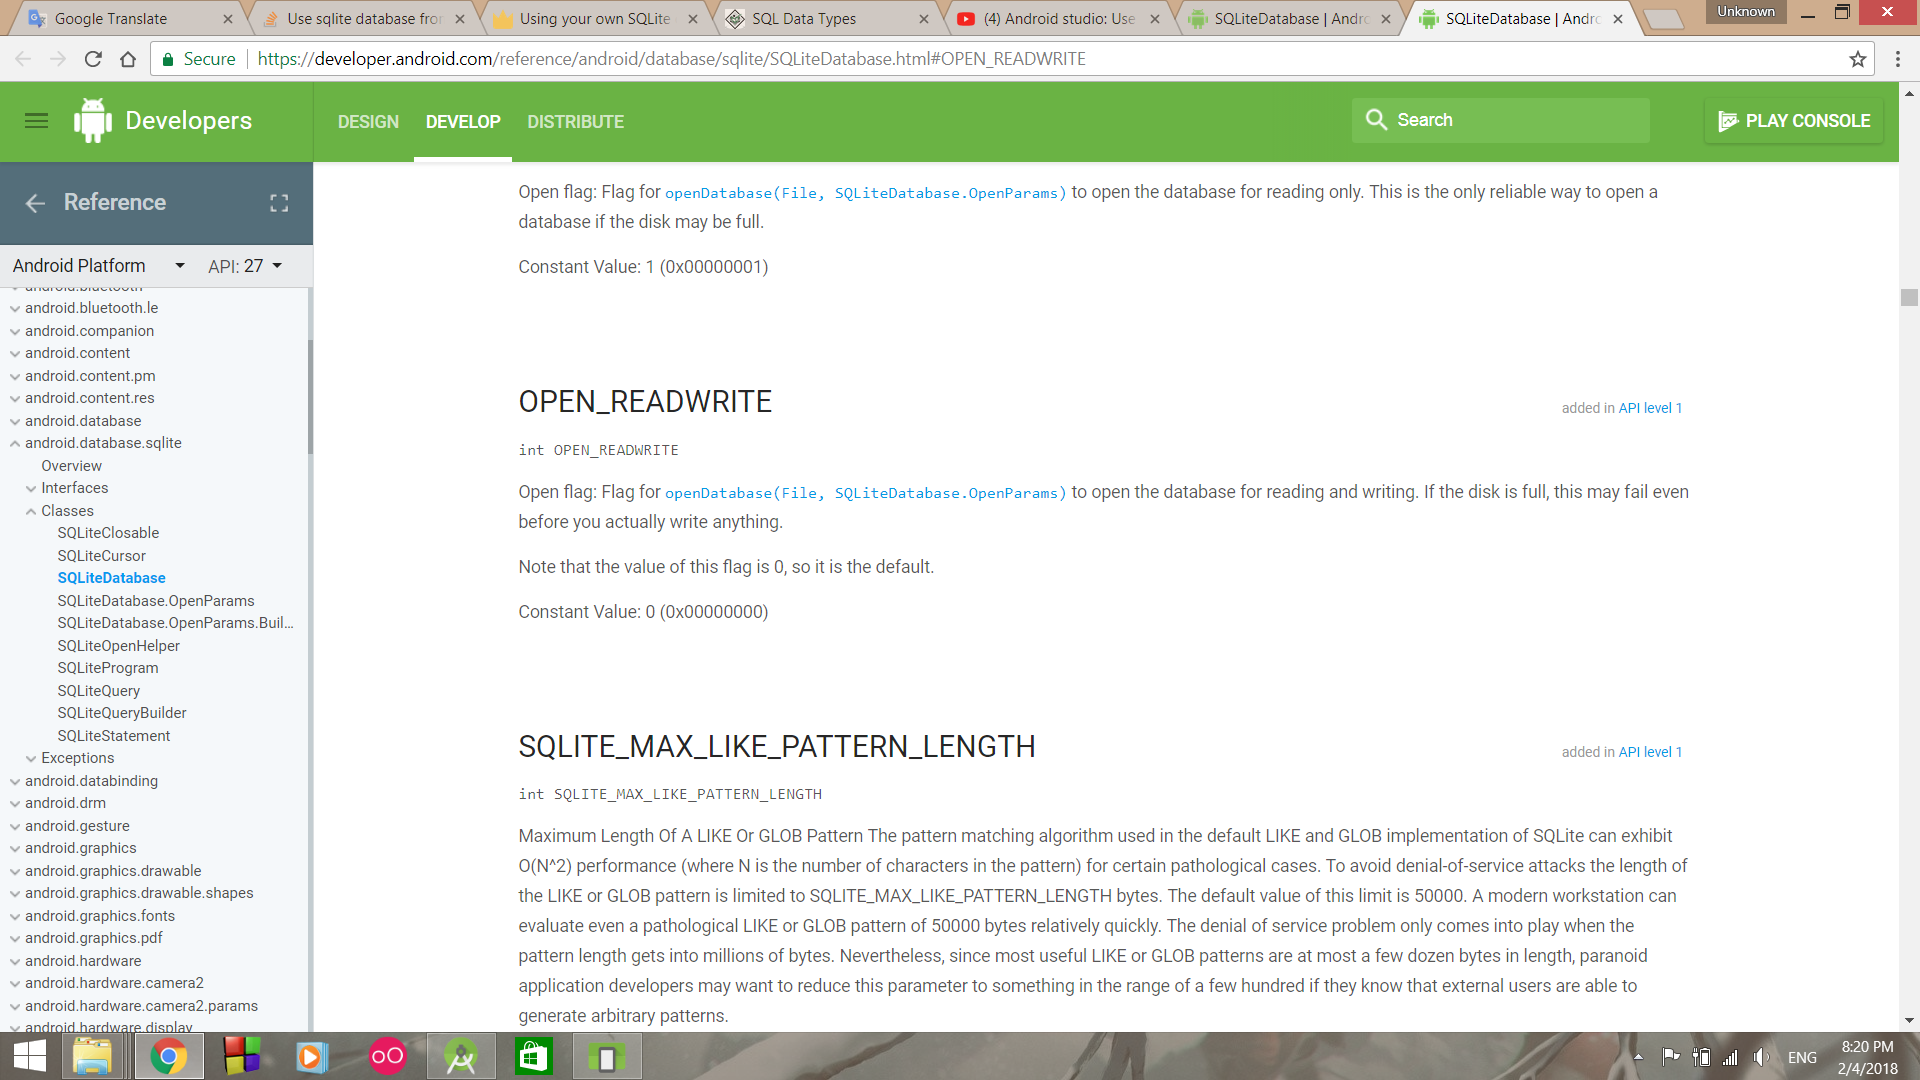 Google Translate
Use sqlite database fro
Using your own SQLite
SQL Data Types
(4) Android studio: Use
SQLiteDatabase | Andro
SQLiteDatabase | Andro
Unknown
Secure
https://developer.android.com/reference/android/database/sqlite/SQLiteDatabase.html#OPEN_READWRITE
Developers
DESIGN
DEVELOP
DISTRIBUTE
Search
PLAY CONSOLE
Reference
Android Platform
API: 27
android.bluetooth
android.bluetooth.le
android.companion
android.content
android.content.pm
android.content.res
android.database
android.database.sqlite
Overview
Interfaces
Classes
SQLiteClosable
SQLiteCursor
SQLiteDatabase
SQLiteDatabase.OpenParams
SQLiteDatabase.OpenParams.Buil...
SQLiteOpenHelper
SQLiteProgram
SQLiteQuery
SQLiteQueryBuilder
SQLiteStatement
Exceptions
android.databinding
android.drm
android.gesture
android.graphics
android.graphics.drawable
android.graphics.drawable.shapes
android.graphics.fonts
android.graphics.pdf
android.hardware
android.hardware.camera2
android.hardware.camera2.params
android.hardware.display
Open flag: Flag for openDatabase(File, SQLiteDatabase.OpenParams) to open the database for reading only. This is the only reliable way to open a
database if the disk may be full.
Constant Value: 1 (0x00000001)
OPEN_READWRITE
added in API level 1
int OPEN_READWRITE
Open flag: Flag for openDatabase(File, SQLiteDatabase.OpenParams) to open the database for reading and writing. If the disk is full, this may fail even
before you actually write anything.
Note that the value of this flag is 0, so it is the default.
Constant Value: 0 (0x00000000)
SQLITE_MAX_LIKE_PATTERN_LENGTH
added in API level 1
int SQLITE_MAX_LIKE_PATTERN_LENGTH
Maximum Length Of A LIKE Or GLOB Pattern The pattern matching algorithm used in the default LIKE and GLOB implementation of SQLite can exhibit
O(N^2) performance (where N is the number of characters in the pattern) for certain pathological cases. To avoid denial-of-service attacks the length of
the LIKE or GLOB pattern is limited to SQLITE_MAX_LIKE_PATTERN_LENGTH bytes. The default value of this limit is 50000. A modern workstation can
evaluate even a pathological LIKE or GLOB pattern of 50000 bytes relatively quickly. The denial of service problem only comes into play when the
pattern length gets into millions of bytes. Nevertheless, since most useful LIKE or GLOB patterns are at most a few dozen bytes in length, paranoid
application developers may want to reduce this parameter to something in the range of a few hundred if they know that external users are able to
generate arbitrary patterns.
ENG
8:20 PM
2/4/2018